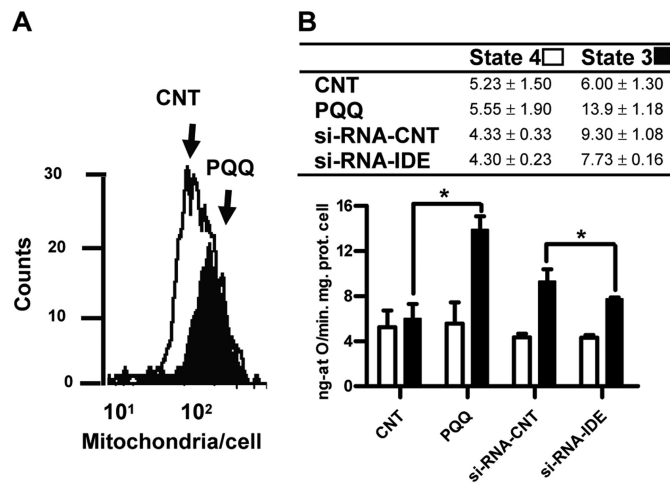 A
CNT
PQQ
30
20
10
0
Counts
10¹ 10²
Mitochondria/cell
B
State 4 State 3
CNT 5.23 ± 1.50 6.00 ± 1.30
PQQ 5.55 ± 1.90 13.9 ± 1.18
si-RNA-CNT 4.33 ± 0.33 9.30 ± 1.08
si-RNA-IDE 4.30 ± 0.23 7.73 ± 0.16
ng-at O/min. mg. prot. cell
16
12
8
4
0
*
*
CNT
PQQ
si-RNA-CNT
si-RNA-IDE